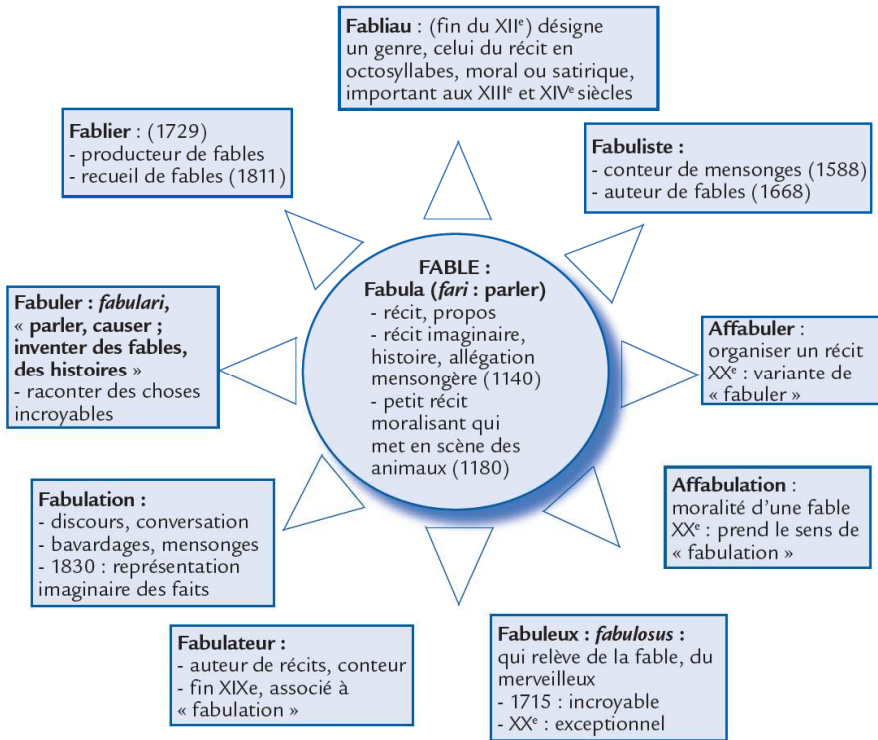 Fabliau : (fin du XIIᵉ) désigne
un genre, celui du récit en
octosyllabes, moral ou satirique,
important aux XIIIᵉ et XIVᵉ siècles
Fablier : (1729)
- producteur de fables
- recueil de fables (1811)
Fabuliste :
- conteur de mensonges (1588)
- auteur de fables (1668)
FABLE :
Fabula (fari : parler)
- récit, propos
- récit imaginaire,
histoire, allégation
mensongère (1140)
- petit récit
moralisant qui
met en scène des
animaux (1180)
Fabuler : fabulari,
« parler, causer ;
inventer des fables,
des histoires »
- raconter des choses
incroyables
Affabuler :
organiser un récit
XXᵉ : variante de
« fabuler »
Fabulation :
- discours, conversation
- bavardages, mensonges
- 1830 : représentation
imaginaire des faits
Affabulation :
moralité d’une fable
XXᵉ : prend le sens de
« fabulation »
Fabulateur :
- auteur de récits, conteur
- fin XIXe, associé à
« fabulation »
Fabuleux : fabulosus :
qui relève de la fable, du
merveilleux
- 1715 : incroyable
- XXᵉ : exceptionnel